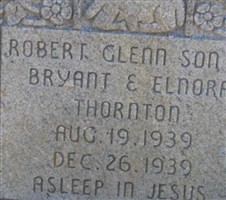 ROBERT GLENN SON
BRYANT & ELNORA
THORNTON
AUG. 19, 1939
DEC. 26, 1939
ASLEEP IN JESUS